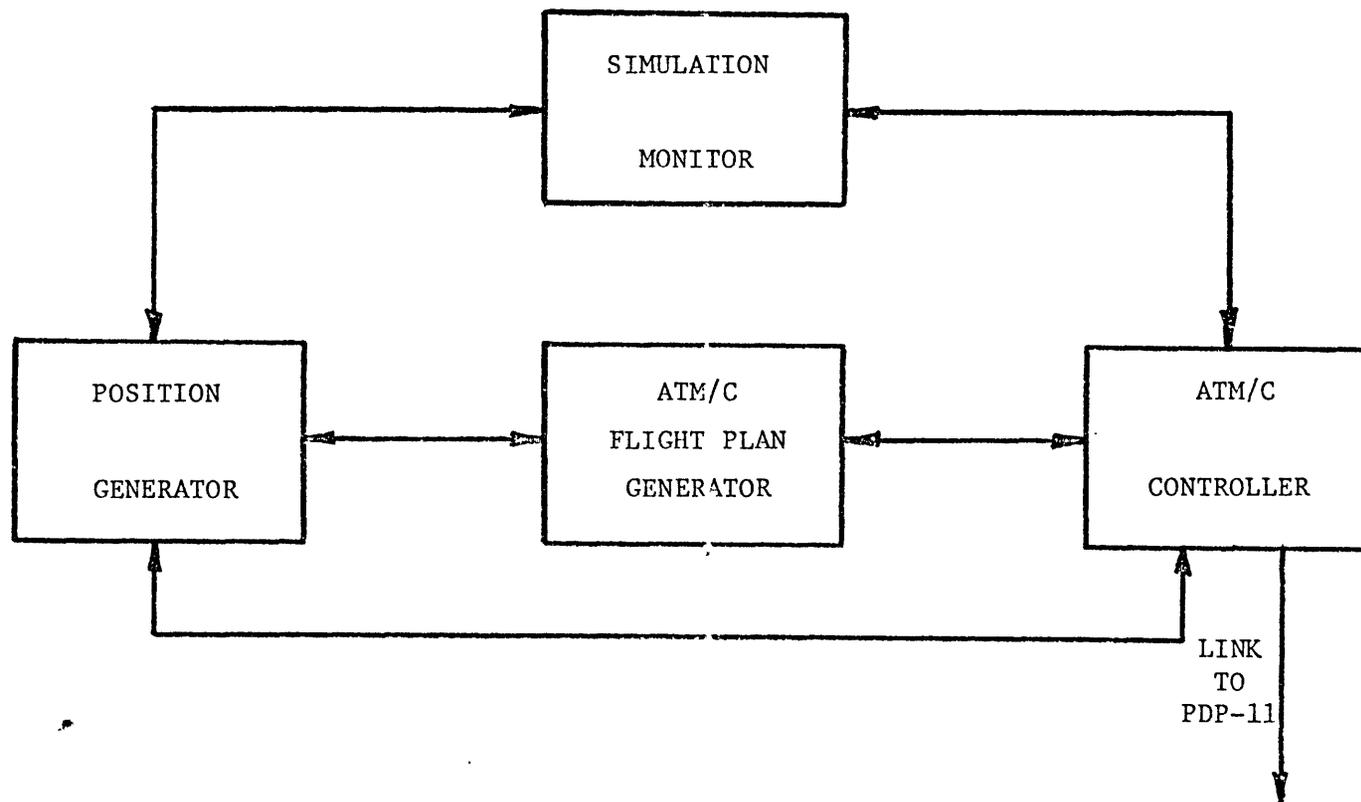 SIMULATION
MONITOR
POSITION
GENERATOR
ATM/C
FLIGHT PLAN
GENERATOR
ATM/C
CONTROLLER
LINK
TO
PDP-11